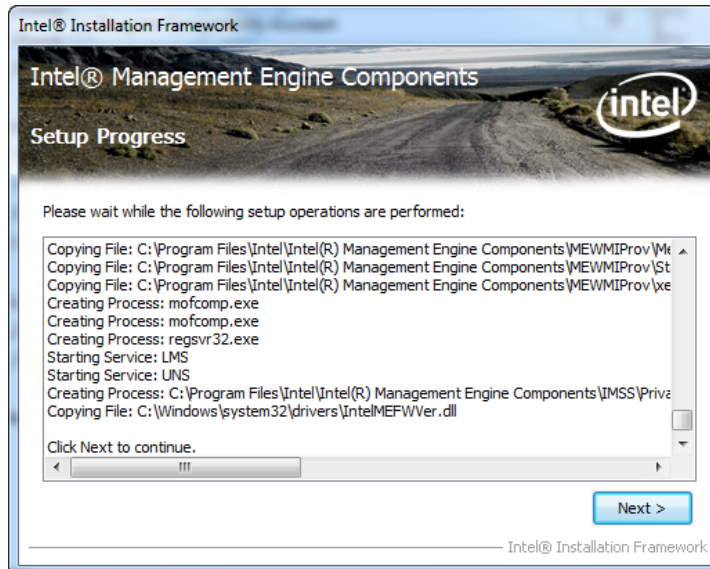 Intel® Installation Framework
Intel® Management Engine Components
intel
Setup Progress
Please wait while the following setup operations are performed:
Copying File: C:\Program Files\Intel\Intel(R) Management Engine Components\MEWMIProv\Me
Copying File: C:\Program Files\Intel\Intel(R) Management Engine Components\MEWMIProv\St
Copying File: C:\Program Files\Intel\Intel(R) Management Engine Components\MEWMIProv\xe
Creating Process: mofcomp.exe
Creating Process: mofcomp.exe
Creating Process: regsvr32.exe
Starting Service: LMS
Starting Service: UNS
Creating Process: C:\Program Files\Intel\Intel(R) Management Engine Components\IMSS\Priva
Copying File: C:\Windows\system32\drivers\IntelMEFWVer.dll
Click Next to continue.
Next >
Intel® Installation Framework